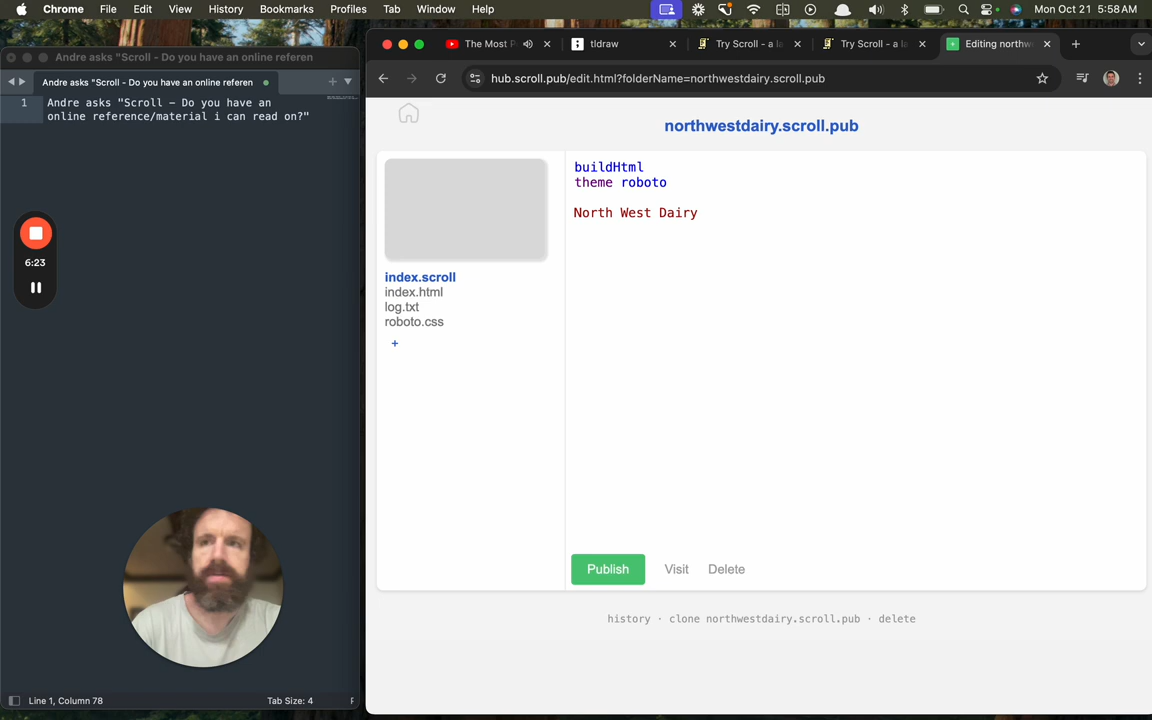 Chrome File Edit View History Bookmarks Profiles Tab Window Help Mon Oct 21 5:58 AM
Andre asks "Scroll - Do you have an online referen
Andre asks "Scroll - Do you have an online referen
1 Andre asks "Scroll – Do you have an
online reference/material i can read on?"
6:23
Line 1, Column 78 Tab Size: 4
The Most tldraw Try Scroll - a la Try Scroll - a la Editing northw
hub.scroll.pub/edit.html?folderName=northwestdairy.scroll.pub
northwestdairy.scroll.pub
index.scroll
index.html
log.txt
roboto.css
+
buildHtml
theme roboto
North West Dairy
Publish Visit Delete
history · clone northwestdairy.scroll.pub · delete